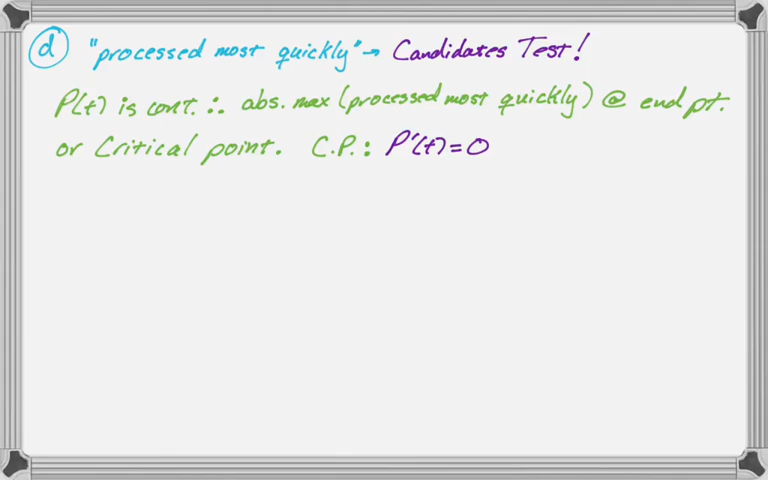 d "processed most quickly" → Candidates Test!
P(t) is cont. ∴ abs. max (processed most quickly) @ end pt.
or Critical point. C.P.: P'(t)=0